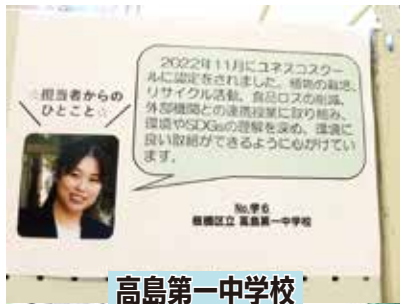 ☆担当者からの
ひとこと☆
2022年11月にユネスコスクー
ルに認定をされました。植物の栽培、
リサイクル活動、食品ロスの削減、
外部機関との連携授業に取り組み、
環境やSDGsの理解を深め、環境に
良い取組ができるように心がけてい
ます。
No.学6
板橋区立 高島第一中学校
高島第一中学校